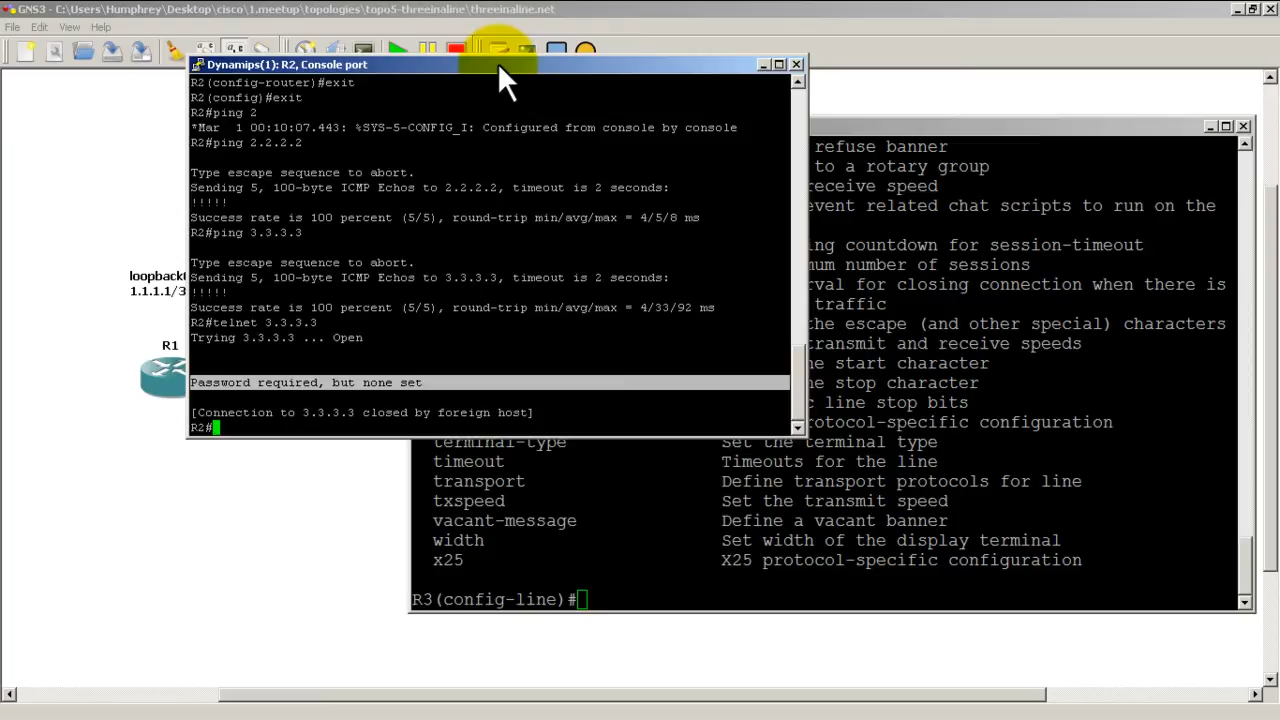 GNS3 - C:\Users\Humphrey\Desktop\cisco\1.meetup\topologies\topo5-threeinaline\threeinaline.net
File Edit View Help
Dynamips(1): R2, Console port
R2(config-router)#exit
R2(config)#exit
R2#ping 2
*Mar  1 00:10:07.443: %SYS-5-CONFIG_I: Configured from console by console
R2#ping 2.2.2.2
Type escape sequence to abort.
Sending 5, 100-byte ICMP Echos to 2.2.2.2, timeout is 2 seconds:
!!!!!
Success rate is 100 percent (5/5), round-trip min/avg/max = 4/5/8 ms
R2#ping 3.3.3.3
Type escape sequence to abort.
Sending 5, 100-byte ICMP Echos to 3.3.3.3, timeout is 2 seconds:
!!!!!
Success rate is 100 percent (5/5), round-trip min/avg/max = 4/33/92 ms
R2#telnet 3.3.3.3
Trying 3.3.3.3 ... Open
Password required, but none set
[Connection to 3.3.3.3 closed by foreign host]
R2#
loopback
1.1.1.1/3
R1
refuse banner
to a rotary group
receive speed
vent related chat scripts to run on the
ng countdown for session-timeout
mum number of sessions
rval for closing connection when there is
traffic
the escape (and other special) characters
transmit and receive speeds
he start character
he stop character
c line stop bits
rotocol-specific configuration
terminal-type Set the terminal type
timeout Timeouts for the line
transport Define transport protocols for line
txspeed Set the transmit speed
vacant-message Define a vacant banner
width Set width of the display terminal
x25 X25 protocol-specific configuration
R3(config-line)#